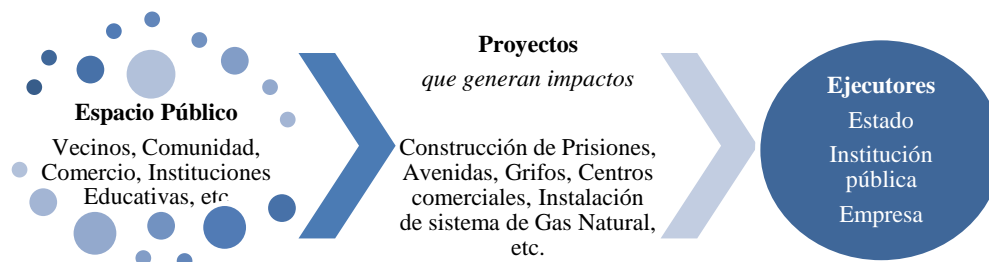 Espacio Público
Vecinos, Comunidad,
Comercio, Instituciones
Educativas, etc
Proyectos
que generan impactos
Construcción de Prisiones,
Avenidas, Grifos, Centros
comerciales, Instalación
de sistema de Gas Natural,
etc.
Ejecutores
Estado
Institución
pública
Empresa